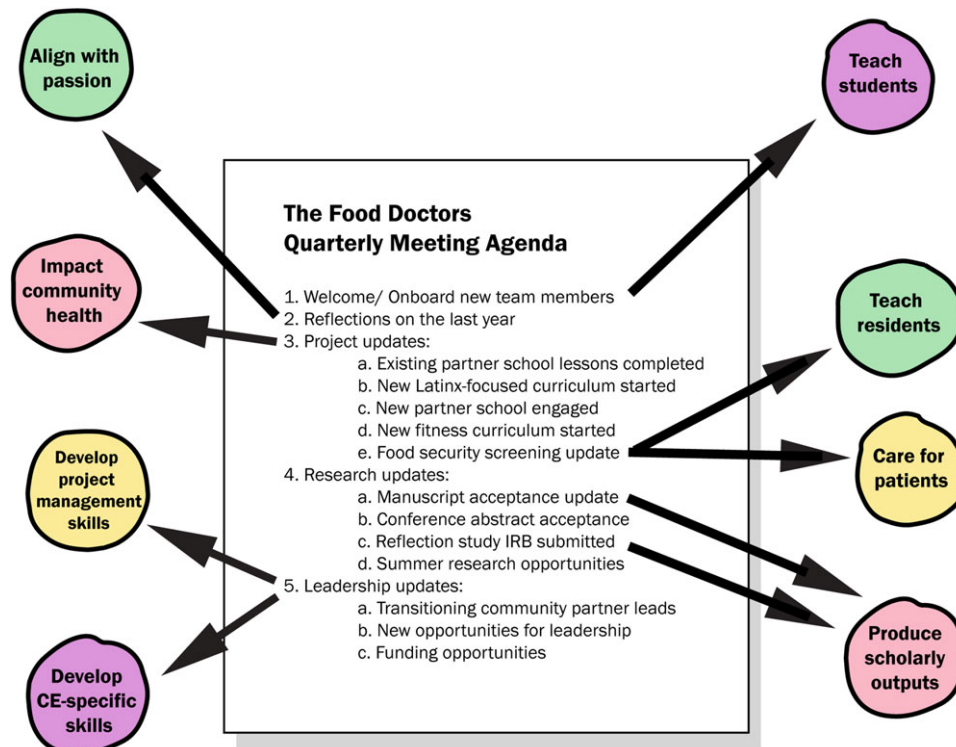 Align with
passion
Teach
students
The Food Doctors
Quarterly Meeting Agenda
Impact
community
health
1. Welcome/ Onboard new team members
2. Reflections on the last year
3. Project updates:
a. Existing partner school lessons completed
b. New Latinx-focused curriculum started
c. New partner school engaged
d. New fitness curriculum started
e. Food security screening update
Teach
residents
Develop
project
management
skills
4. Research updates:
a. Manuscript acceptance update
b. Conference abstract acceptance
c. Reflection study IRB submitted
d. Summer research opportunities
Care for
patients
5. Leadership updates:
a. Transitioning community partner leads
b. New opportunities for leadership
c. Funding opportunities
Develop
CE-specific
skills
Produce
scholarly
outputs